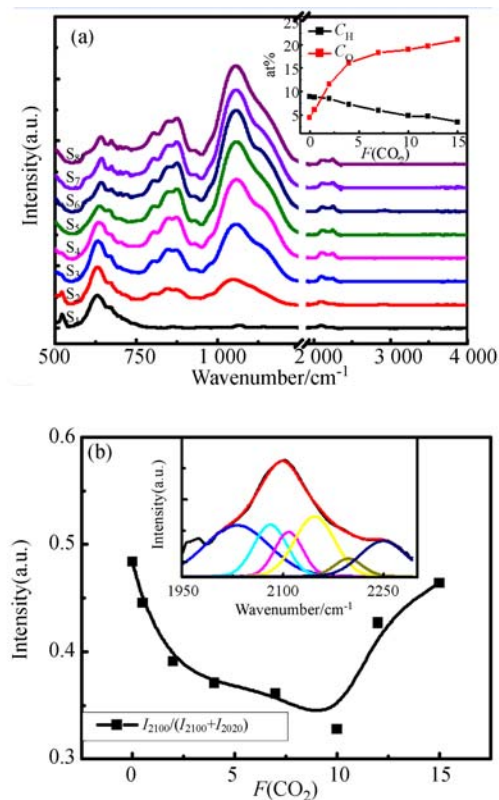 (a)
C_H
C_O
at%
25
20
15
10
5
0 5 10 15
F(CO₂)
Intensity(a.u.)
S₈
S₇
S₆
S₅
S₄
S₃
S₂
S₁
500 750 1 000 2 000 3 000 4 000
Wavenumber/cm⁻¹
(b)
Intensity(a.u.)
1950 2100 2250
Wavenumber/cm⁻¹
0.6
0.5
0.4
0.3
Intensity(a.u.)
I₂₁₀₀/(I₂₁₀₀+I₂₀₂₀)
0 5 10 15
F(CO₂)